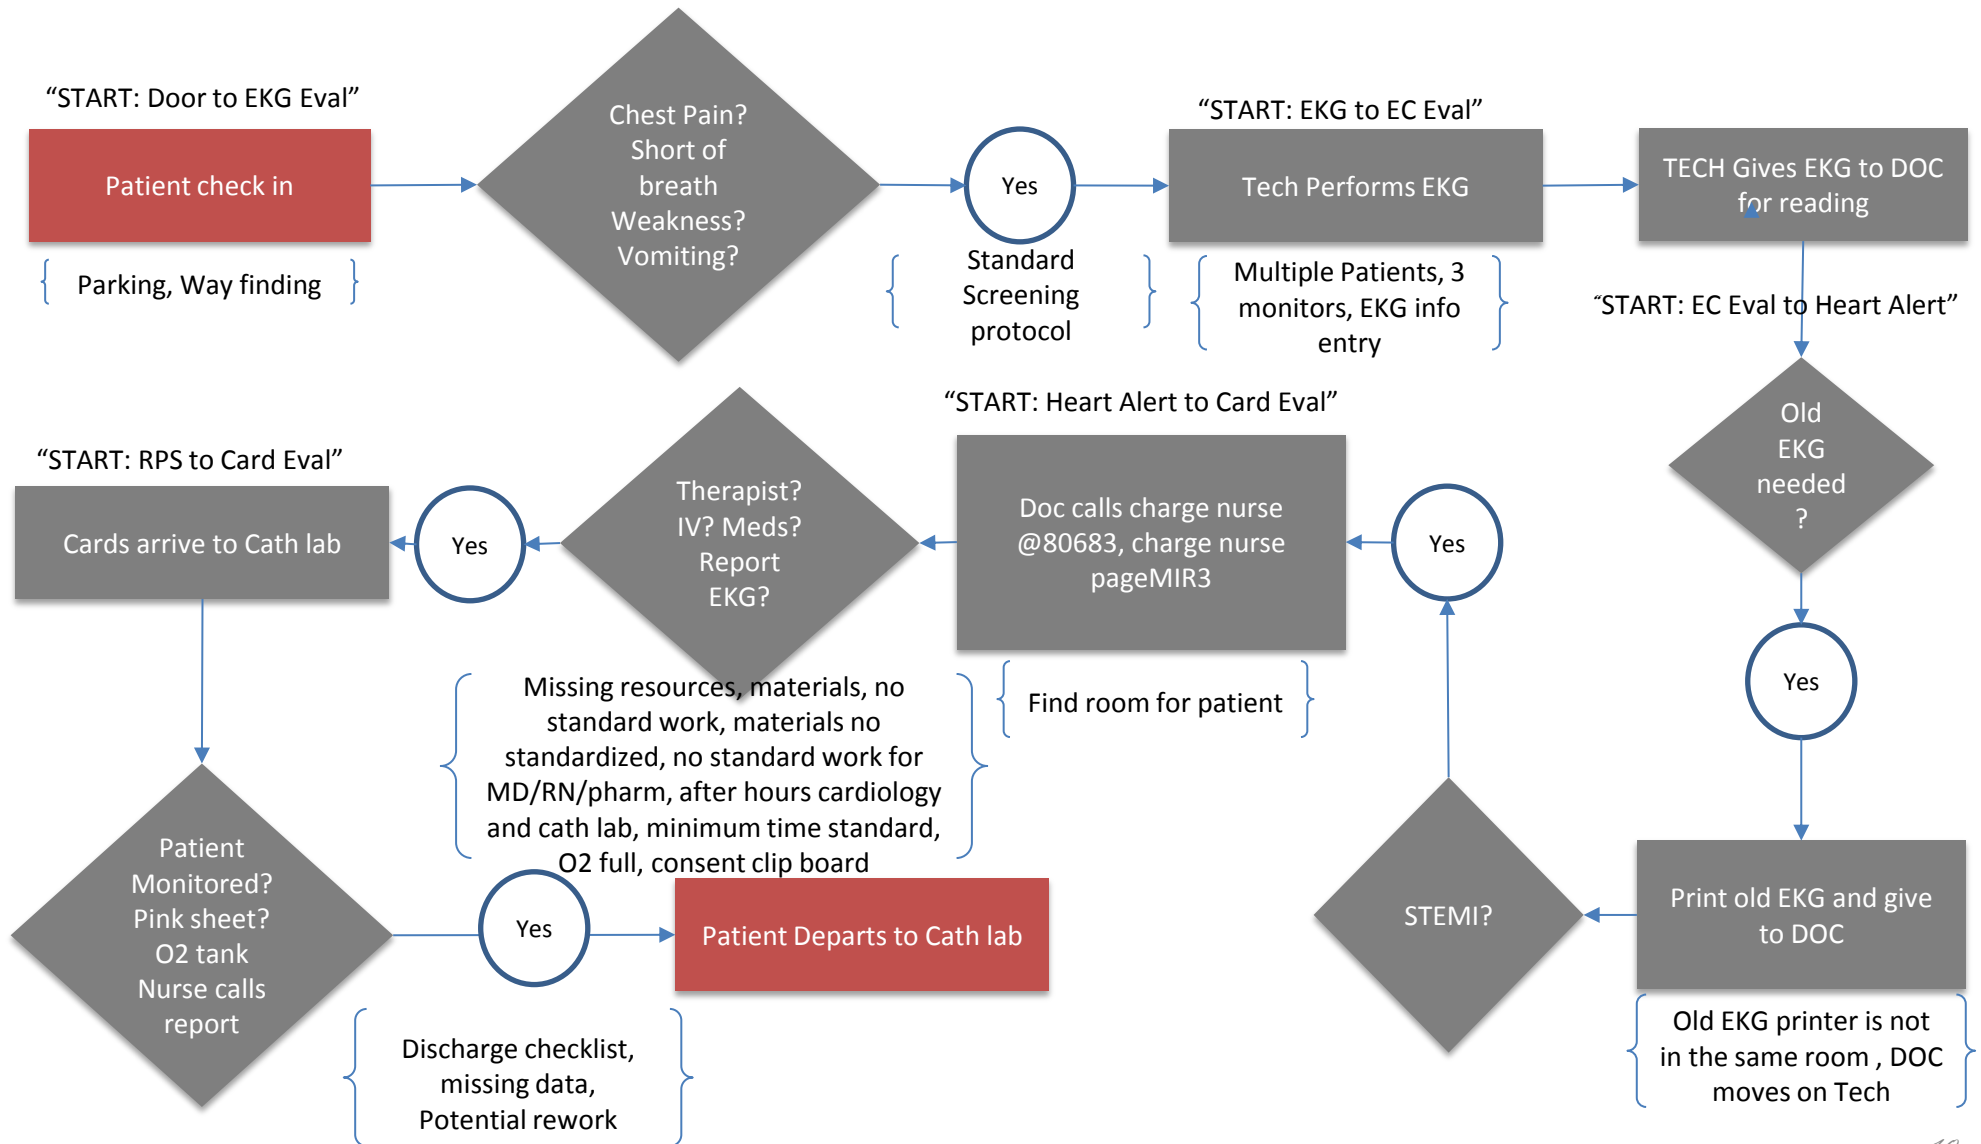 “START: Door to EKG Eval”
Patient check in
{ Parking, Way finding }
Chest Pain?
Short of
breath
Weakness?
Vomiting?
Yes
Standard
Screening
protocol
“START: EKG to EC Eval”
Tech Performs EKG
Multiple Patients, 3
monitors, EKG info
entry
TECH Gives EKG to DOC
for reading
“START: EC Eval to Heart Alert”
Old
EKG
needed
?
Yes
Print old EKG and give
to DOC
Old EKG printer is not
in the same room , DOC
moves on Tech
STEMI?
Yes
“START: Heart Alert to Card Eval”
Doc calls charge nurse
@80683, charge nurse
pageMIR3
Find room for patient
Therapist?
IV? Meds?
Report
EKG?
Missing resources, materials, no
standard work, materials no
standardized, no standard work for
MD/RN/pharm, after hours cardiology
and cath lab, minimum time standard,
O2 full, consent clip board
Yes
“START: RPS to Card Eval”
Cards arrive to Cath lab
Patient
Monitored?
Pink sheet?
O2 tank
Nurse calls
report
Yes
Discharge checklist,
missing data,
Potential rework
Patient Departs to Cath lab